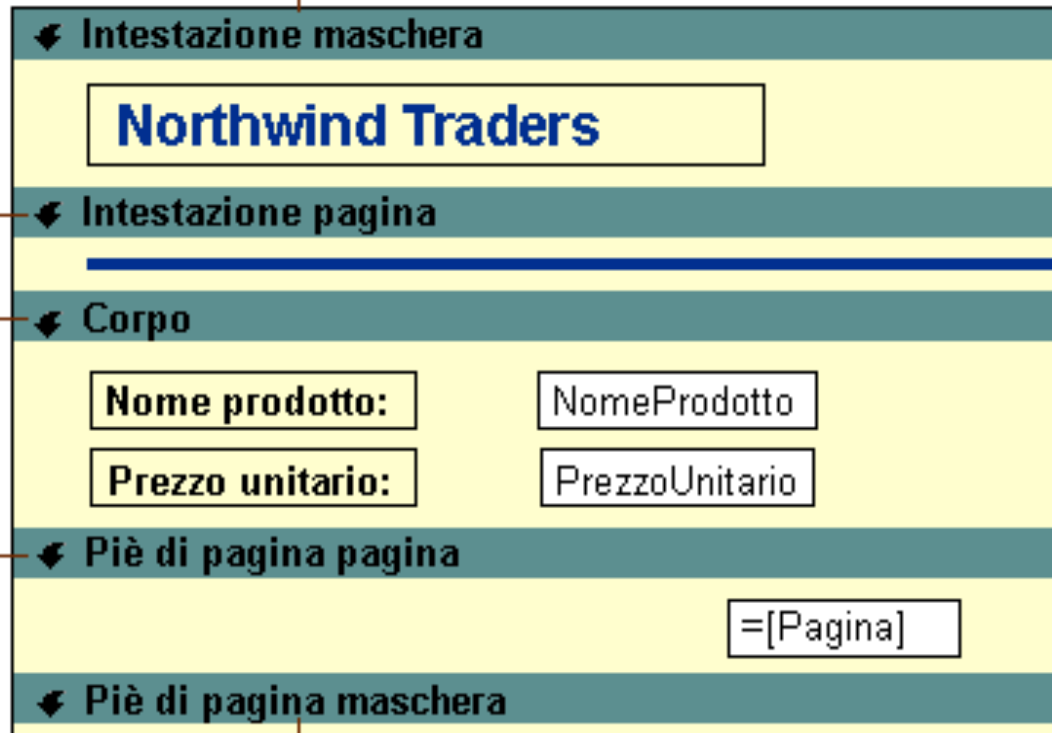 Intestazione maschera
Northwind Traders
Intestazione pagina
Corpo
Nome prodotto: NomeProdotto
Prezzo unitario: PrezzoUnitario
Piè di pagina pagina
=[Pagina]
Piè di pagina maschera